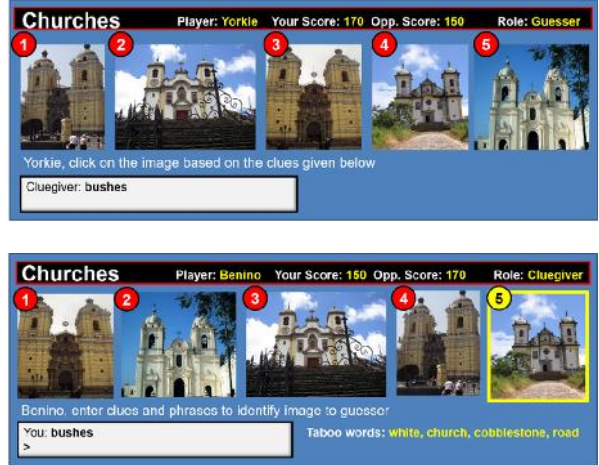 Churches Player: Yorkie Your Score: 170 Opp. Score: 150 Role: Guesser
1 2 3 4 5
Yorkie, click on the image based on the clues given below
Cluegiver: bushes
Churches Player: Benino Your Score: 150 Opp. Score: 170 Role: Cluegiver
1 2 3 4 5
Benino, enter clues and phrases to identify image to guesser
You: bushes Taboo words: white, church, cobblestone, road
>